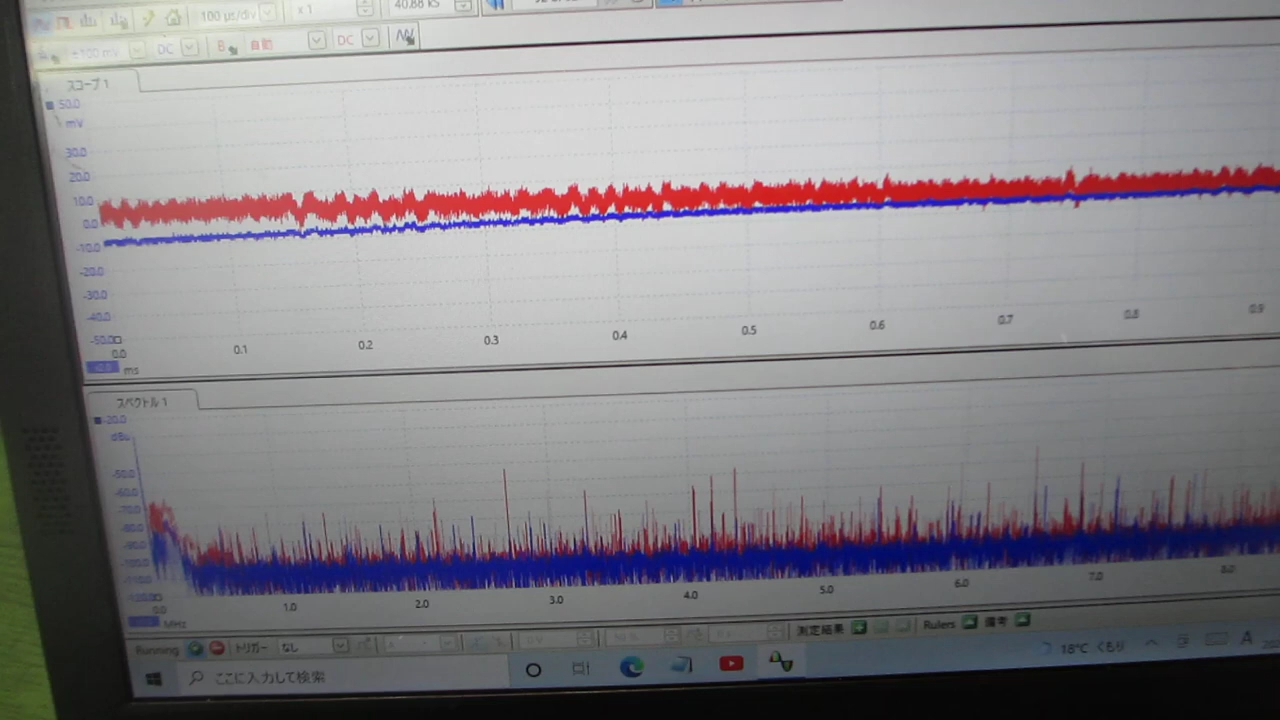 100 µs/div x 1 40.88 kS
±100 mV DC B 自動 DC
スコープ 1
50.0
mV
30.0
20.0
10.0
0.0
-10.0
-20.0
-30.0
-40.0
-50.0
0.0 0.1 0.2 0.3 0.4 0.5 0.6 0.7 0.8 0.9
ms
スペクトル 1
-20.0
dBu
-50.0
-60.0
-70.0
-80.0
-90.0
-100.0
-110.0
-120.0
0.0 1.0 2.0 3.0 4.0 5.0 6.0 7.0 8.0
MHz
Running トリガー なし 測定結果 Rulers 備考
ここに入力して検索 18°C くもり A